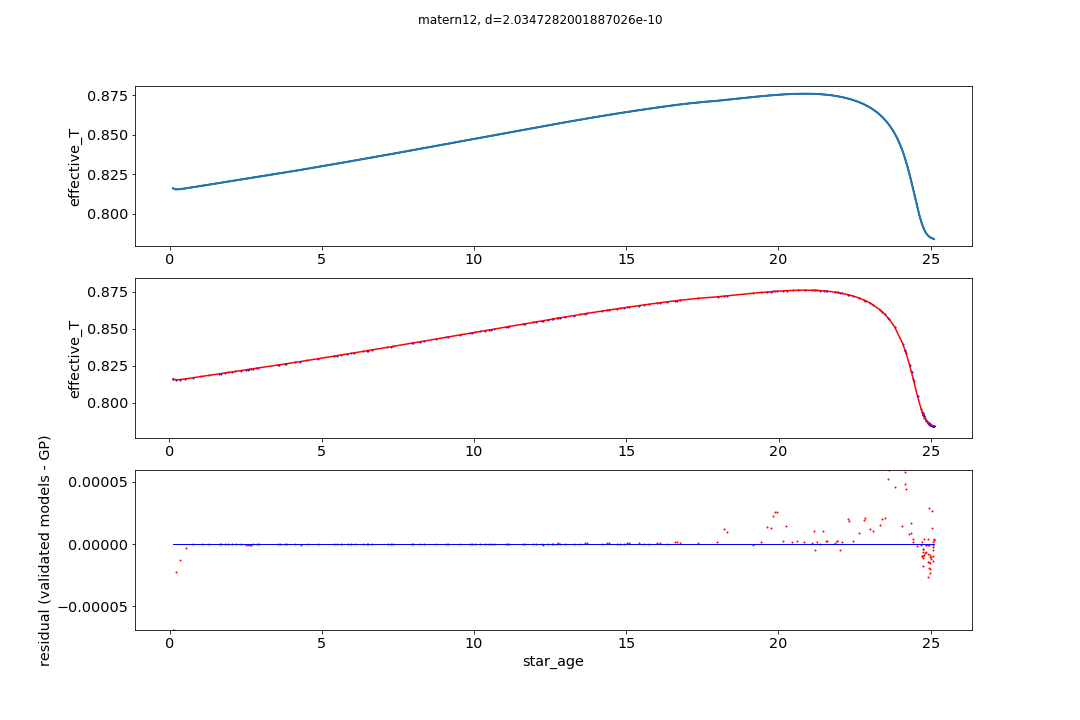 matern12, d=2.0347282001887026e-10
effective_T
0.875
0.850
0.825
0.800
0 5 10 15 20 25
effective_T
0.875
0.850
0.825
0.800
0 5 10 15 20 25
residual (validated models - GP)
0.00005
0.00000
−0.00005
0 5 10 15 20 25
star_age